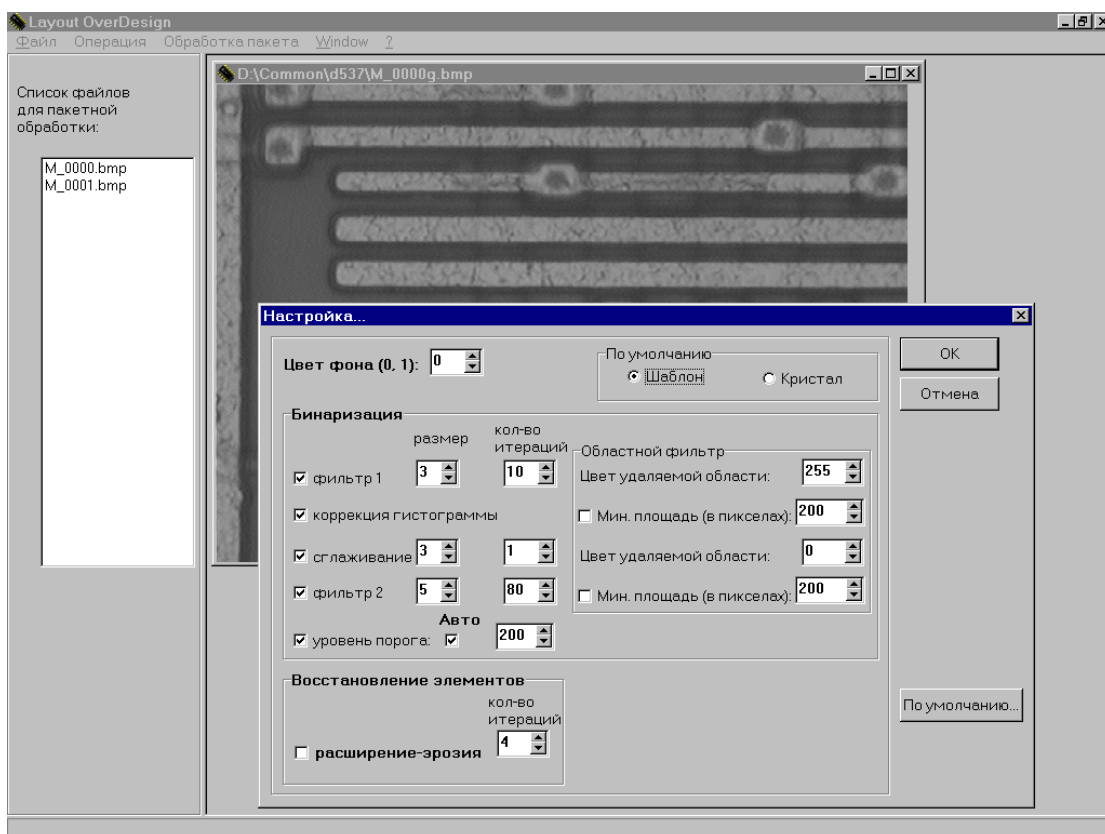 Layout OverDesign
Файл Операция Обработка пакета Window ?
Список файлов
для пакетной
обработки:
M_0000.bmp
M_0001.bmp
D:\Common\d537\M_0000g.bmp
Настройка...
Цвет фона (0, 1): 0
По умолчанию
Шаблон Кристал
OK
Отмена
Бинаризация
размер
кол-во
итераций
фильтр 1 3 10
коррекция гистограммы
сглаживание 3 1
фильтр 2 5 80
Авто
уровень порога: 200
Областной фильтр
Цвет удаляемой области: 255
Мин. площадь (в пикселах): 200
Цвет удаляемой области: 0
Мин. площадь (в пикселах): 200
Восстановление элементов
кол-во
итераций
расширение-эрозия 4
По умолчанию...